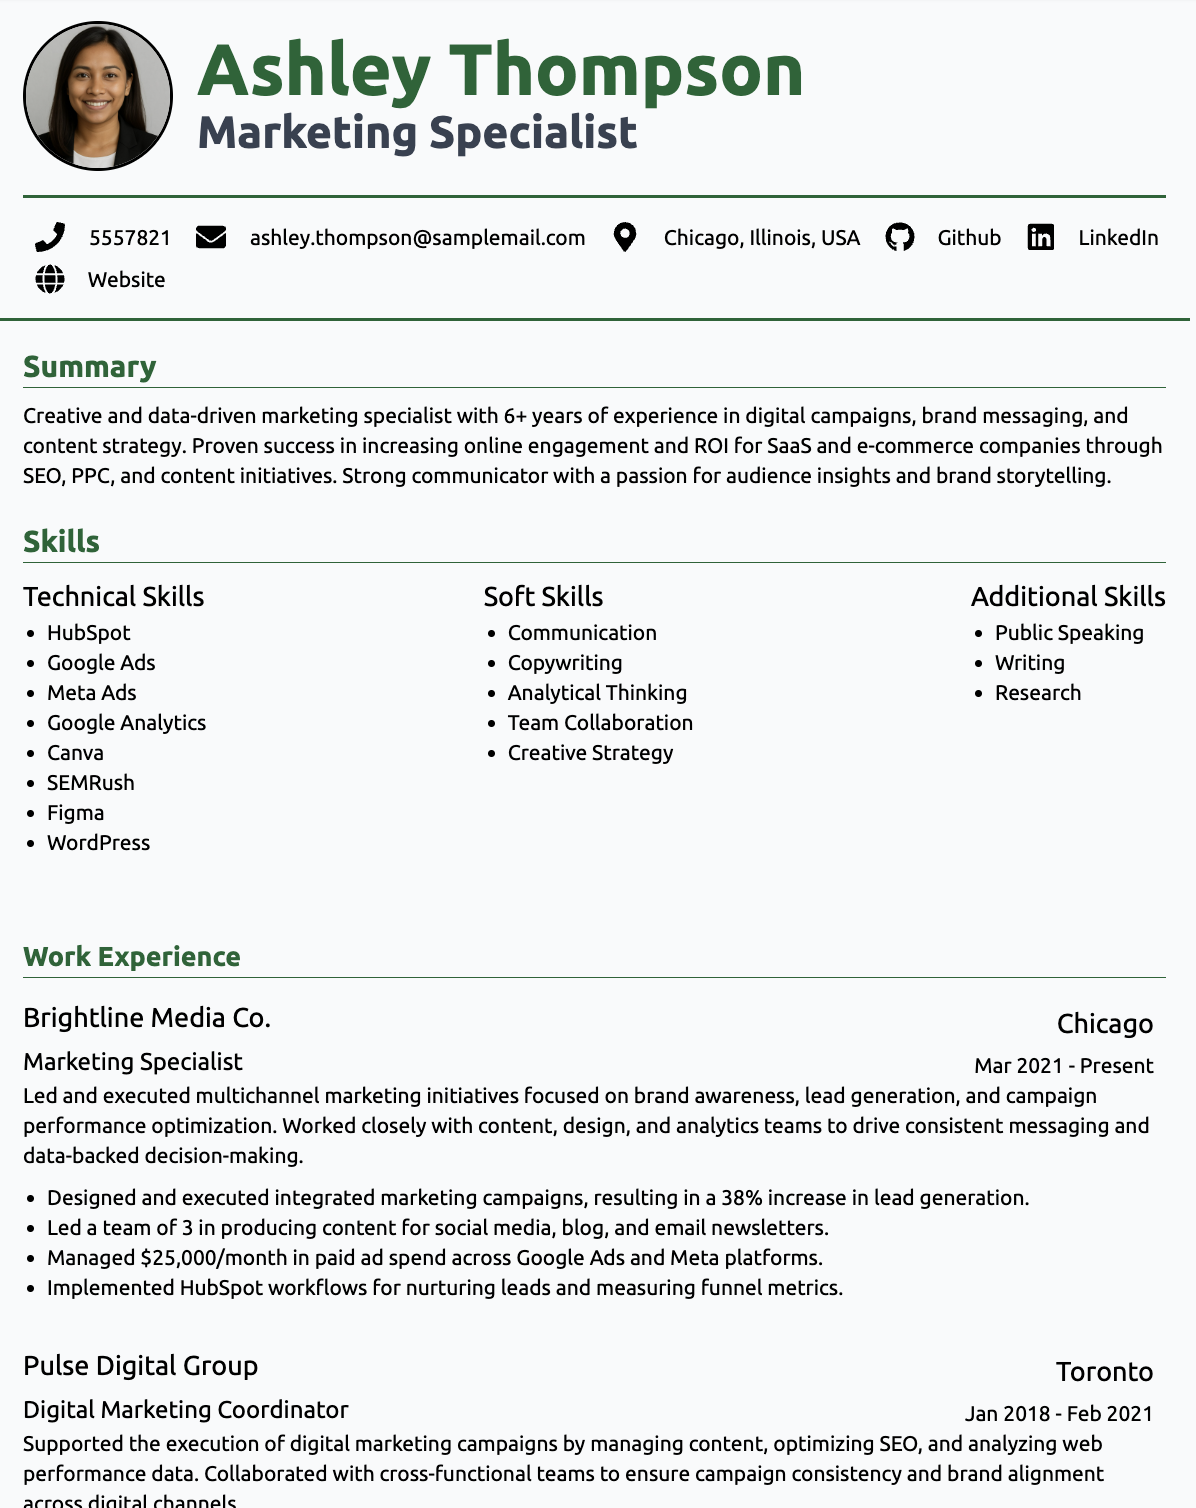 Ashley Thompson
Marketing Specialist
5557821 ashley.thompson@samplemail.com Chicago, Illinois, USA Github LinkedIn
Website
Summary
Creative and data-driven marketing specialist with 6+ years of experience in digital campaigns, brand messaging, and
content strategy. Proven success in increasing online engagement and ROI for SaaS and e-commerce companies through
SEO, PPC, and content initiatives. Strong communicator with a passion for audience insights and brand storytelling.
Skills
Technical Skills
• HubSpot
• Google Ads
• Meta Ads
• Google Analytics
• Canva
• SEMRush
• Figma
• WordPress
Soft Skills
• Communication
• Copywriting
• Analytical Thinking
• Team Collaboration
• Creative Strategy
Additional Skills
• Public Speaking
• Writing
• Research
Work Experience
Brightline Media Co. Chicago
Marketing Specialist Mar 2021 - Present
Led and executed multichannel marketing initiatives focused on brand awareness, lead generation, and campaign
performance optimization. Worked closely with content, design, and analytics teams to drive consistent messaging and
data-backed decision-making.
• Designed and executed integrated marketing campaigns, resulting in a 38% increase in lead generation.
• Led a team of 3 in producing content for social media, blog, and email newsletters.
• Managed $25,000/month in paid ad spend across Google Ads and Meta platforms.
• Implemented HubSpot workflows for nurturing leads and measuring funnel metrics.
Pulse Digital Group Toronto
Digital Marketing Coordinator Jan 2018 - Feb 2021
Supported the execution of digital marketing campaigns by managing content, optimizing SEO, and analyzing web
performance data. Collaborated with cross-functional teams to ensure campaign consistency and brand alignment
across digital channels